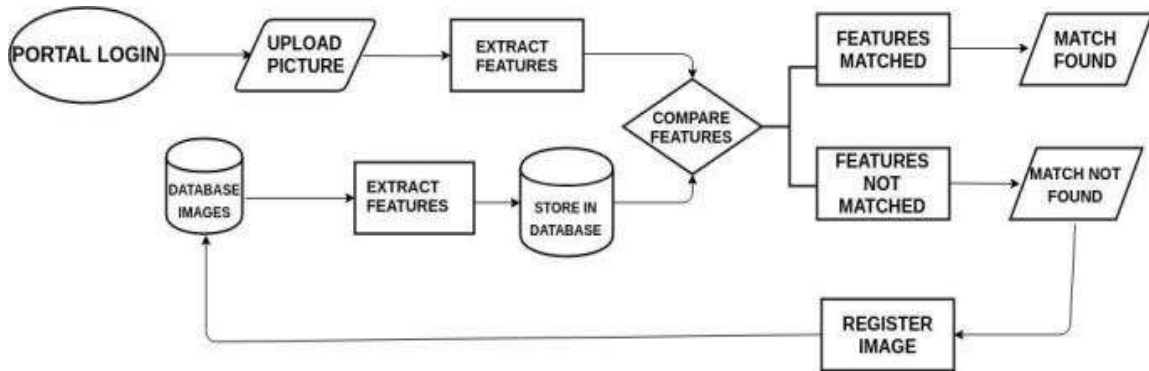 PORTAL LOGIN
UPLOAD
PICTURE
EXTRACT
FEATURES
COMPARE
FEATURES
FEATURES
MATCHED
MATCH
FOUND
DATABASE
IMAGES
EXTRACT
FEATURES
STORE IN
DATABASE
FEATURES
NOT
MATCHED
MATCH NOT
FOUND
REGISTER
IMAGE